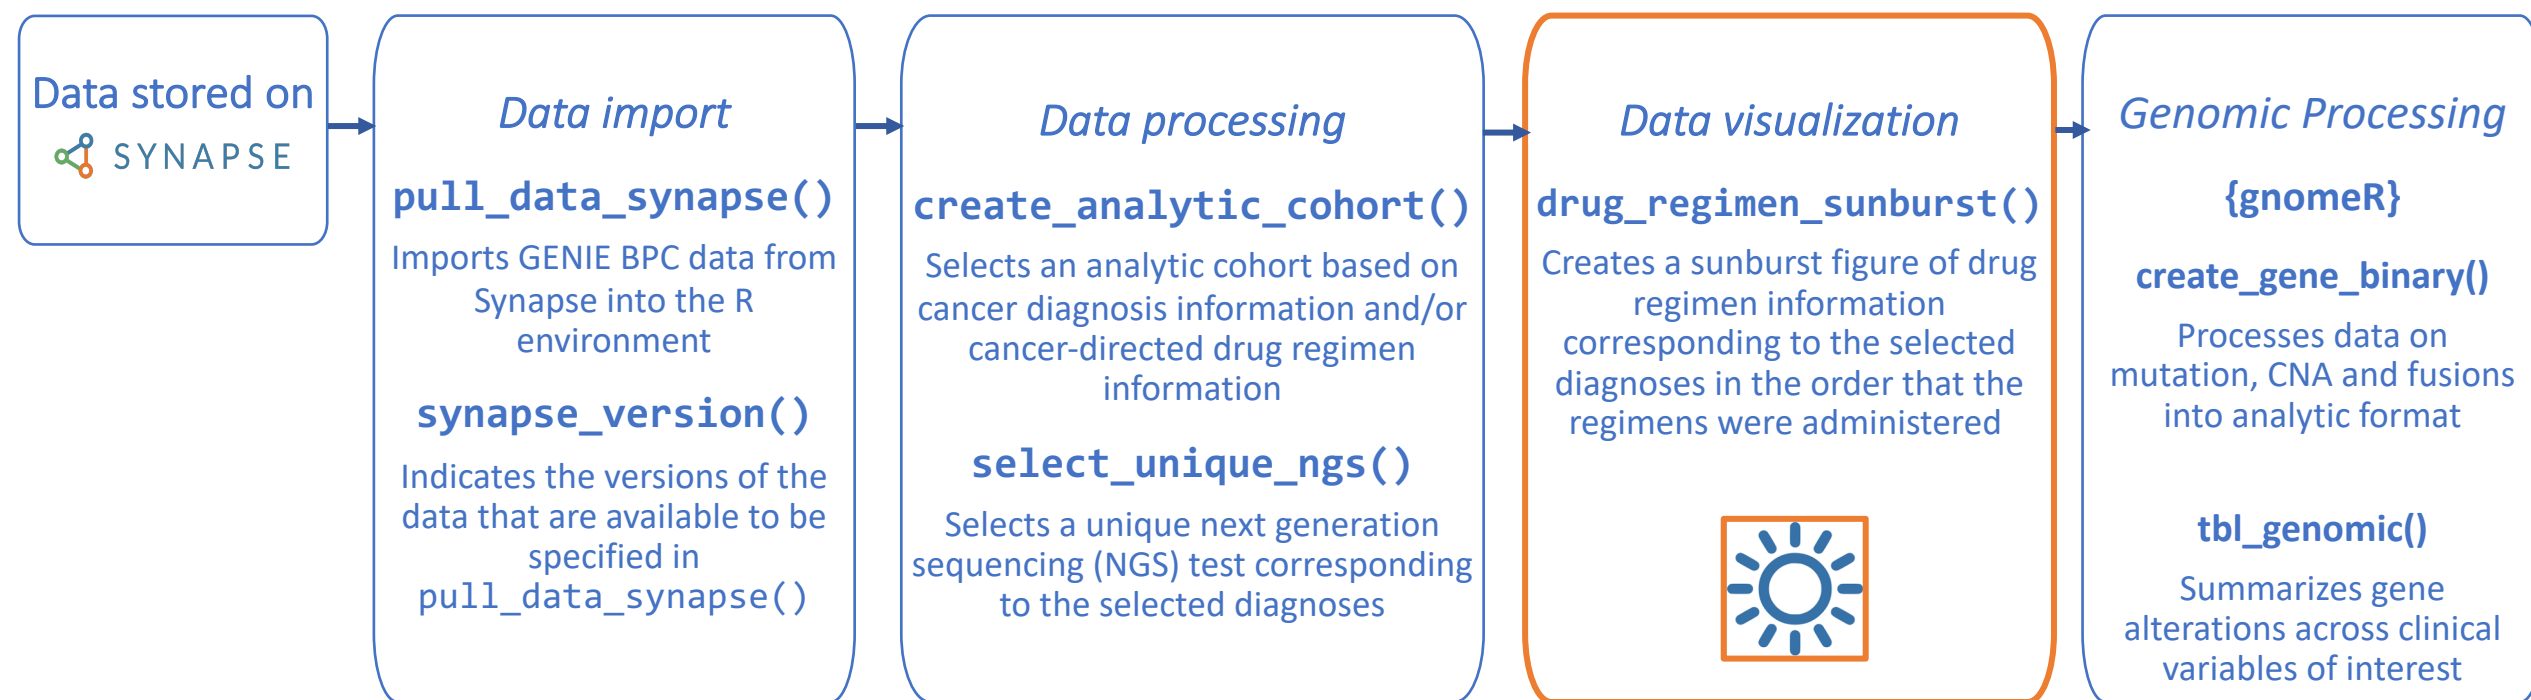 Data stored on
SYNAPSE
Data import
pull_data_synapse()
Imports GENIE BPC data from
Synapse into the R
environment
synapse_version()
Indicates the versions of the
data that are available to be
specified in
pull_data_synapse()
Data processing
create_analytic_cohort()
Selects an analytic cohort based on
cancer diagnosis information and/or
cancer-directed drug regimen
information
select_unique_ngs()
Selects a unique next generation
sequencing (NGS) test corresponding
to the selected diagnoses
Data visualization
drug_regimen_sunburst()
Creates a sunburst figure of drug
regimen information
corresponding to the selected
diagnoses in the order that the
regimens were administered
Genomic Processing
{gnomeR}
create_gene_binary()
Processes data on
mutation, CNA and fusions
into analytic format
tbl_genomic()
Summarizes gene
alterations across clinical
variables of interest